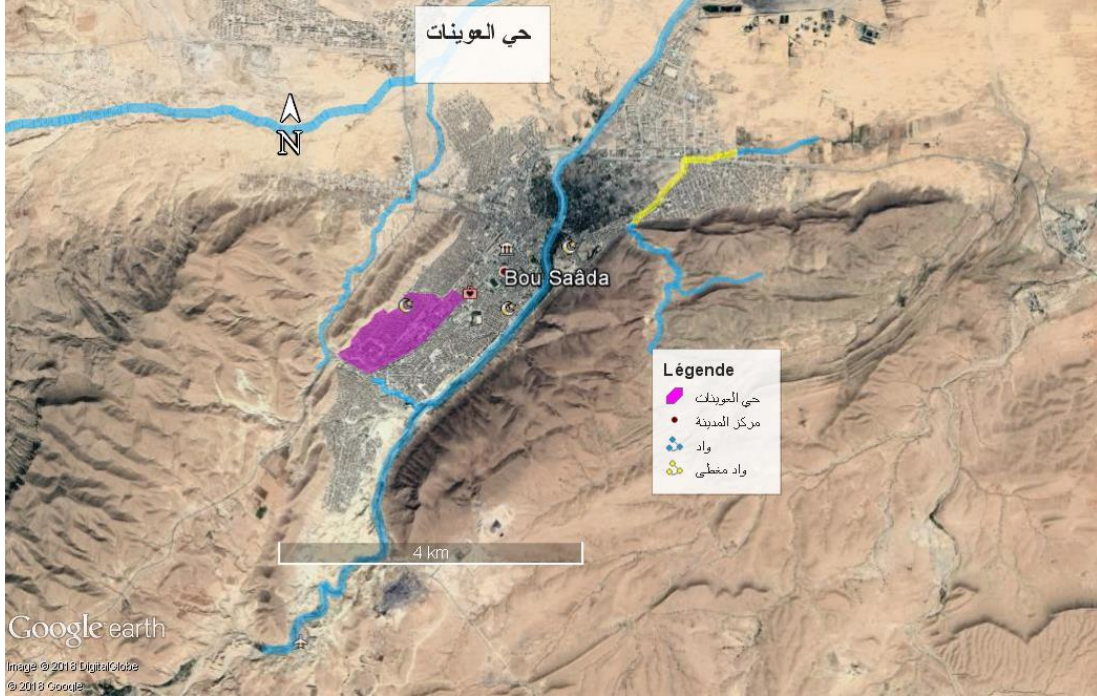 حي العوينات
N
Bou Saâda
Légende
حي العوينات
مركز المدينة
واد
واد مغطى
4 km
Google earth
Image © 2018 DigitalGlobe
© 2018 Google